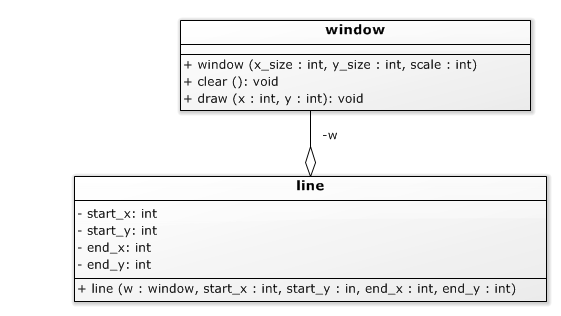 window
+ window (x_size : int, y_size : int, scale : int)
+ clear (): void
+ draw (x : int, y : int): void
-w
line
- start_x: int
- start_y: int
- end_x: int
- end_y: int
+ line (w : window, start_x : int, start_y : in, end_x : int, end_y : int)